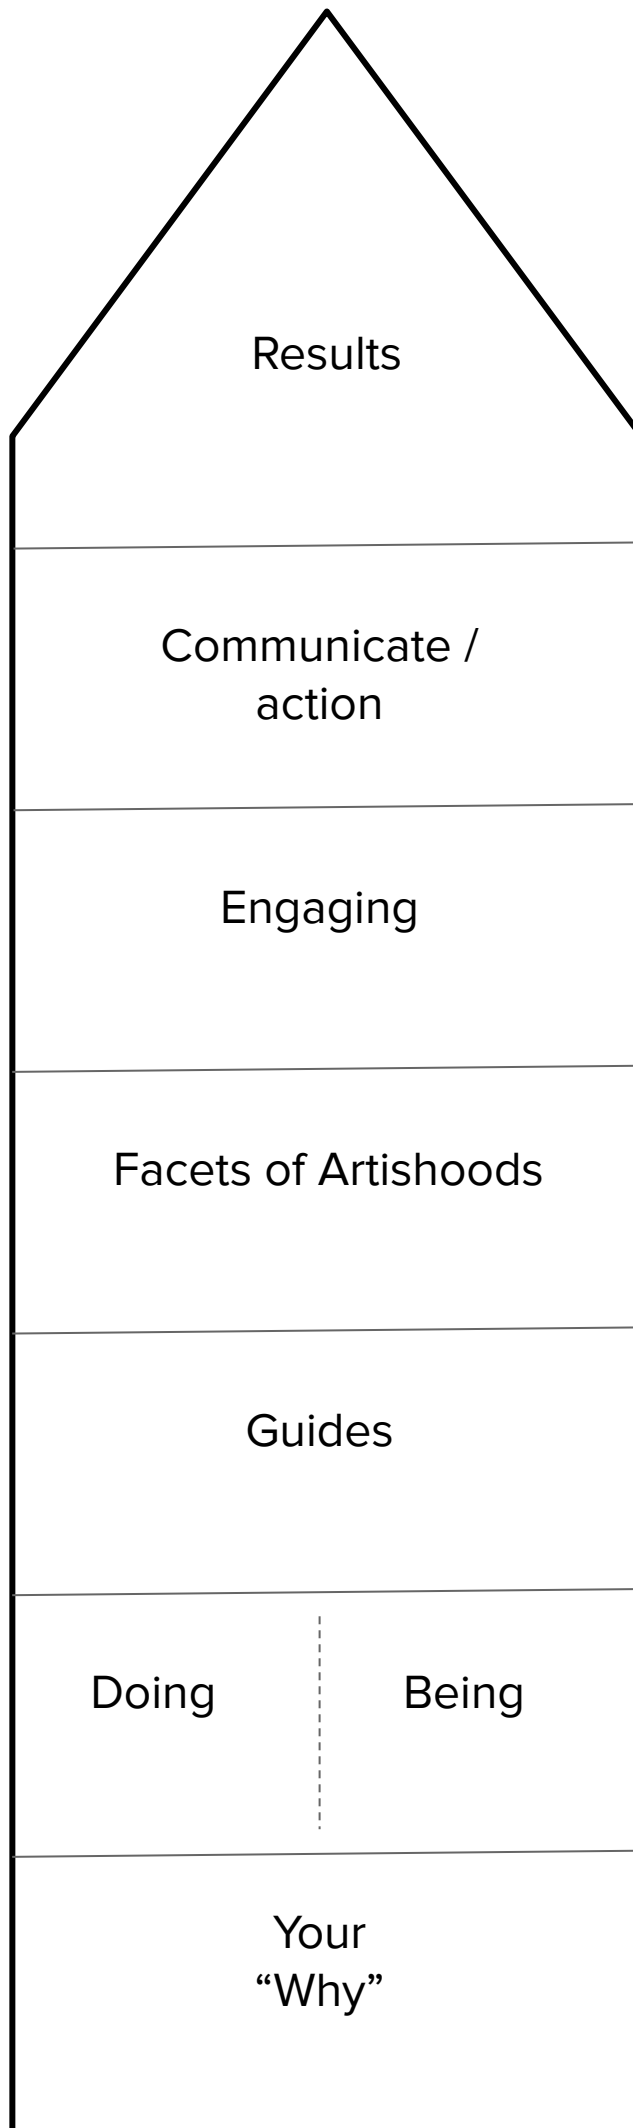 Results
Communicate /
action
Engaging
Facets of Artishoods
Guides
Doing
Being
Your
“Why”